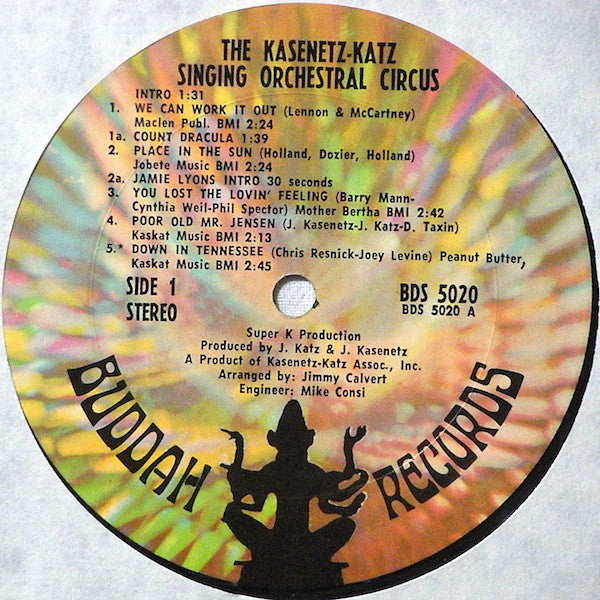 THE KASENETZ-KATZ
SINGING ORCHESTRAL CIRCUS
INTRO 1:31
1. WE CAN WORK IT OUT (Lennon & McCartney)
Maclen Publ. BMI 2:24
1a. COUNT DRACULA 1:39
2. PLACE IN THE SUN (Holland, Dozier, Holland)
Jobete Music BMI 2:24
2a. JAMIE LYONS INTRO 30 seconds
3. YOU LOST THE LOVIN' FEELING (Barry Mann-
Cynthia Weil-Phil Spector) Mother Bertha BMI 2:42
4. POOR OLD MR. JENSEN (J. Kasenetz-J. Katz-D. Taxin)
Kaskat Music BMI 2:13
5.* DOWN IN TENNESSEE (Chris Resnick-Joey Levine) Peanut Butter,
Kaskat Music BMI 2:45
SIDE 1
STEREO
BDS 5020
BDS 5020 A
Super K Production
Produced by J. Katz & J. Kasenetz
A Product of Kasenetz-Katz Assoc., Inc.
Arranged by: Jimmy Calvert
Engineer: Mike Consi
BUDDAH RECORDS